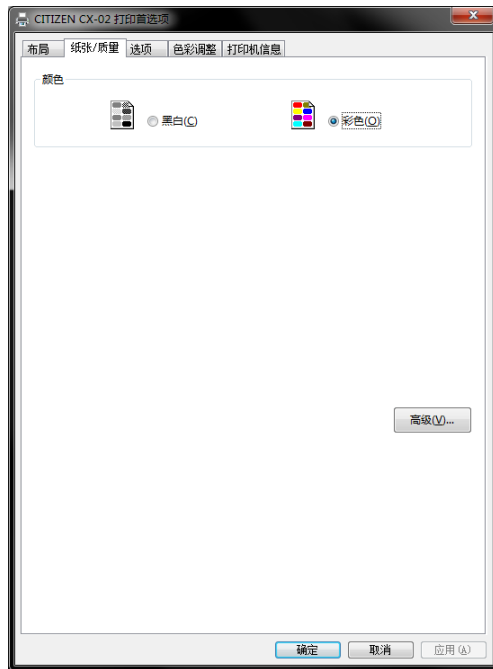 CITIZEN CX-02 打印首选项
布局 纸张/质量 选项 色彩调整 打印机信息
颜色
黑白(C) 彩色(O)
高级(V)...
确定 取消 应用(A)